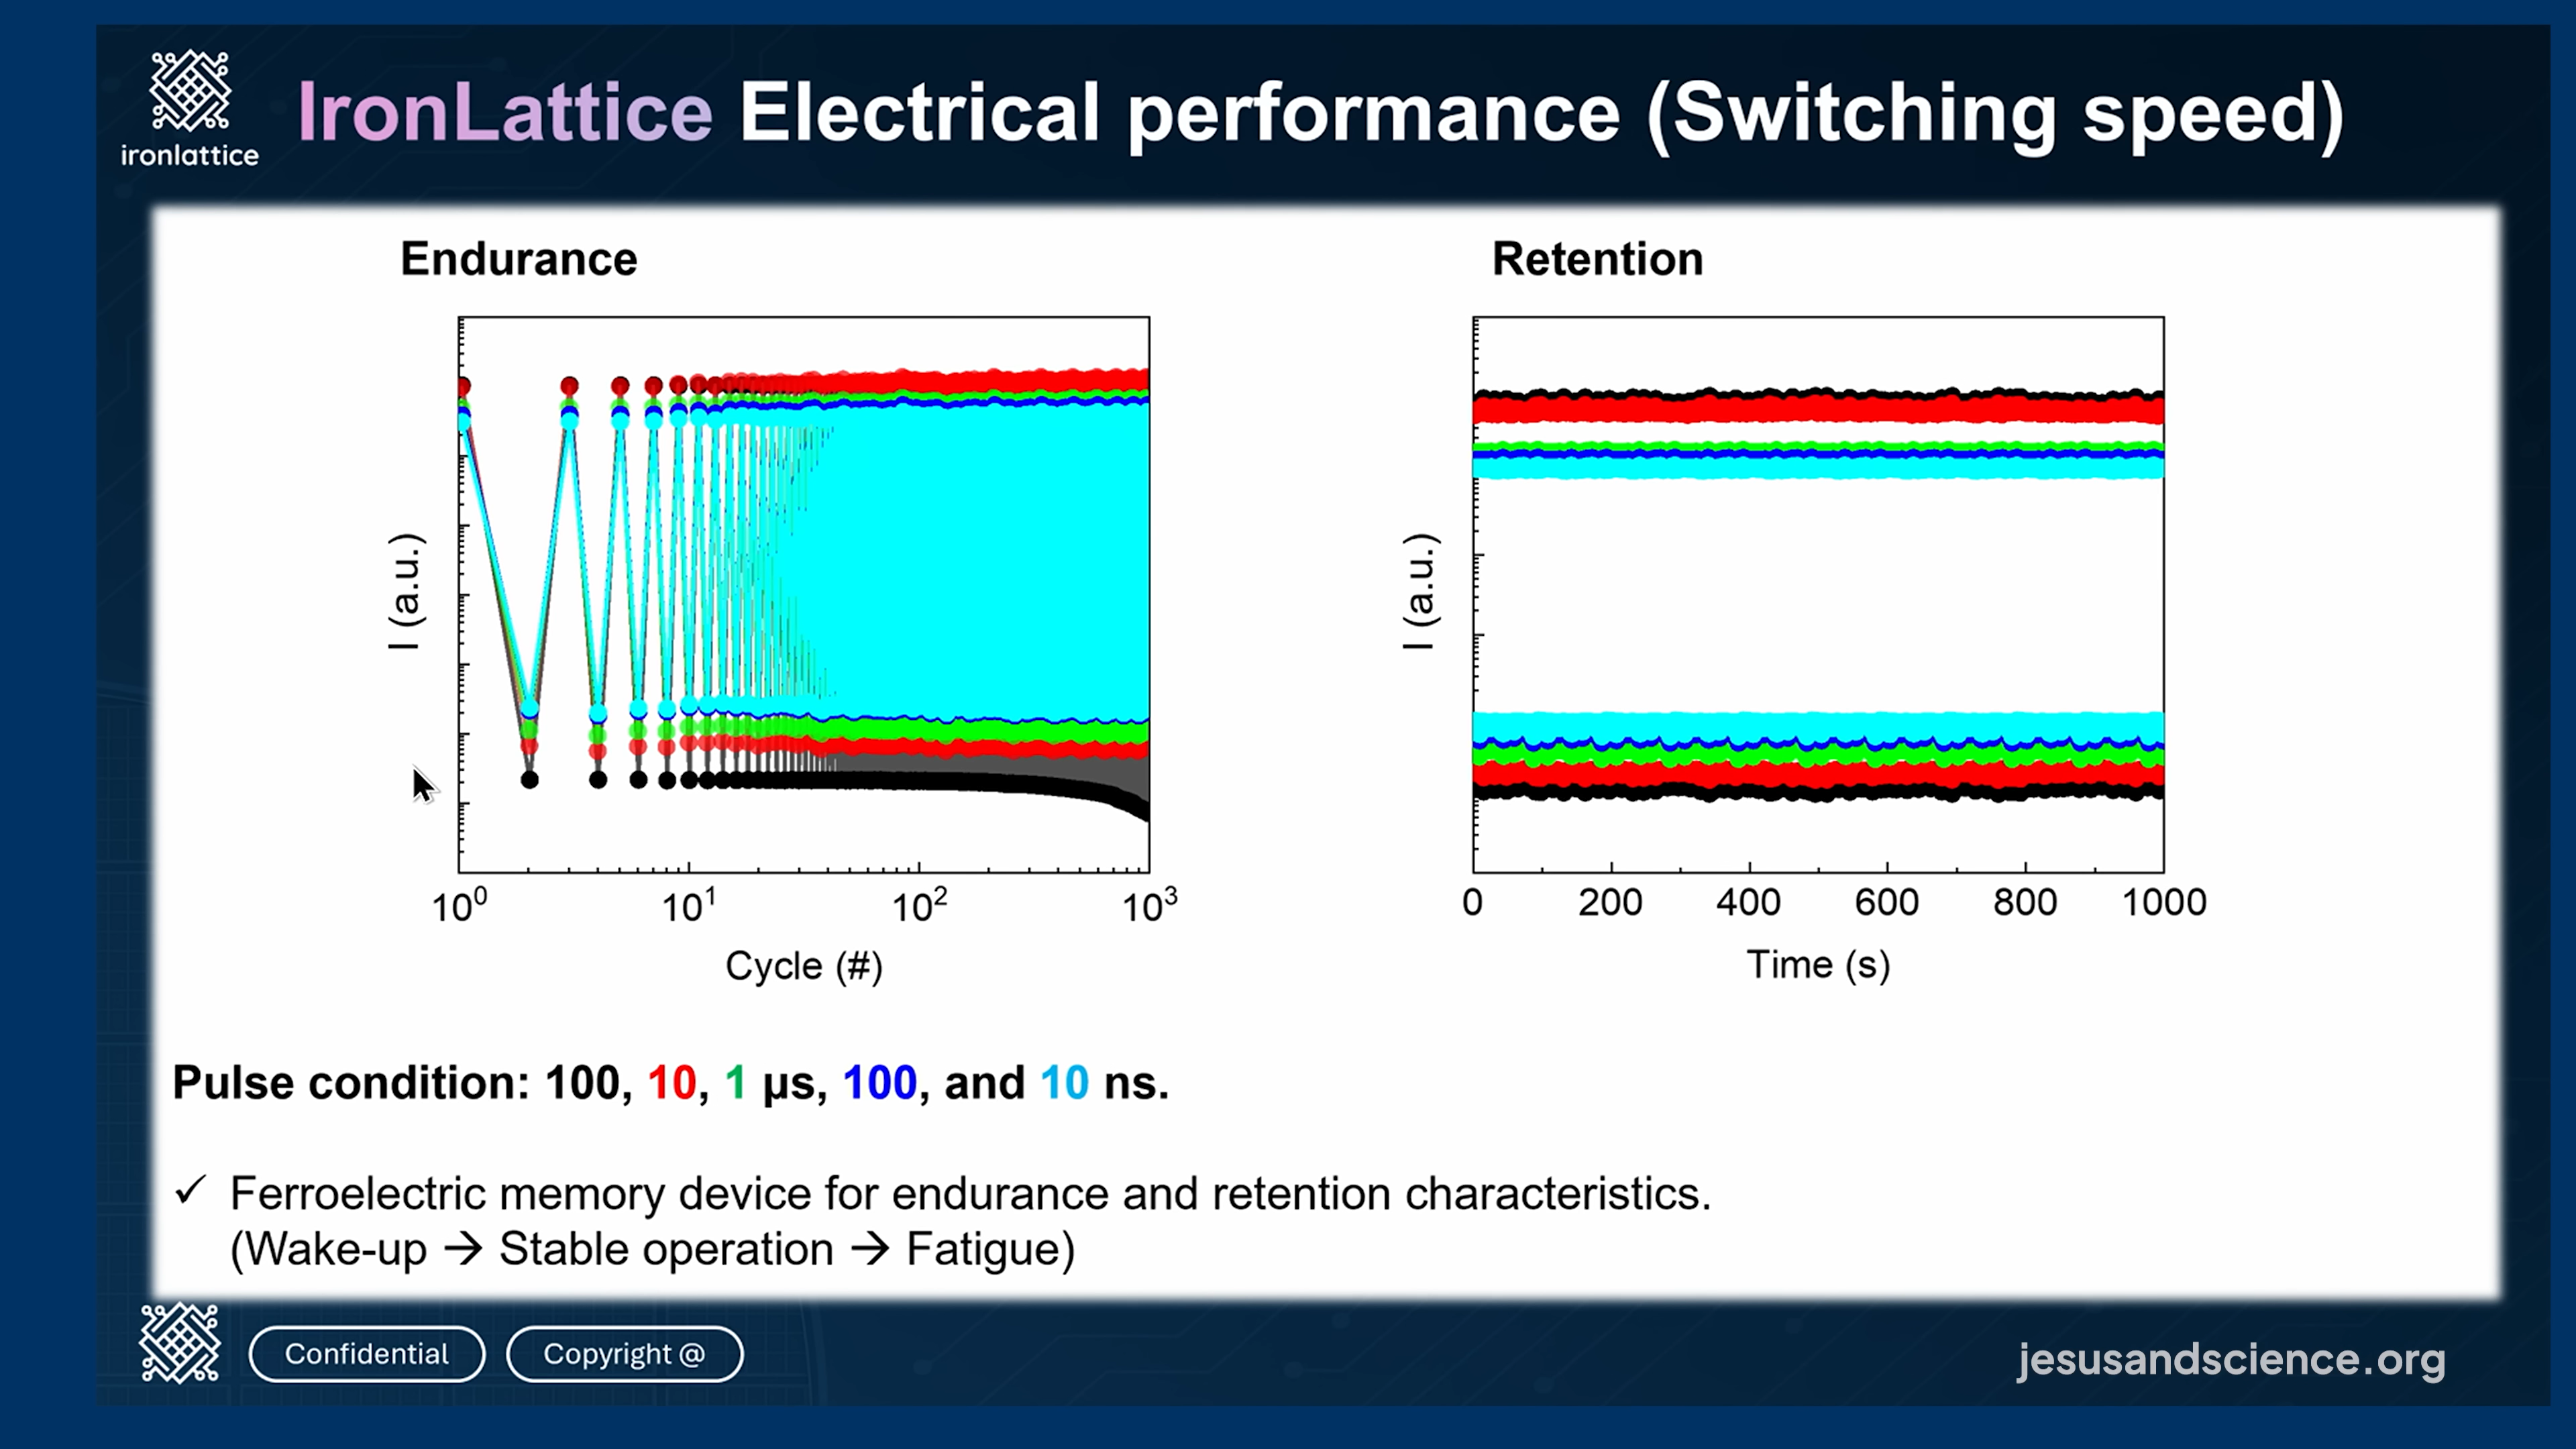 ironlattice
IronLattice Electrical performance (Switching speed)
Endurance
I (a.u.)
10⁰ 10¹ 10² 10³
Cycle (#)
Retention
I (a.u.)
0 200 400 600 800 1000
Time (s)
Pulse condition: 100, 10, 1 µs, 100, and 10 ns.
✓ Ferroelectric memory device for endurance and retention characteristics.
(Wake-up → Stable operation → Fatigue)
Confidential
Copyright @
jesusandscience.org